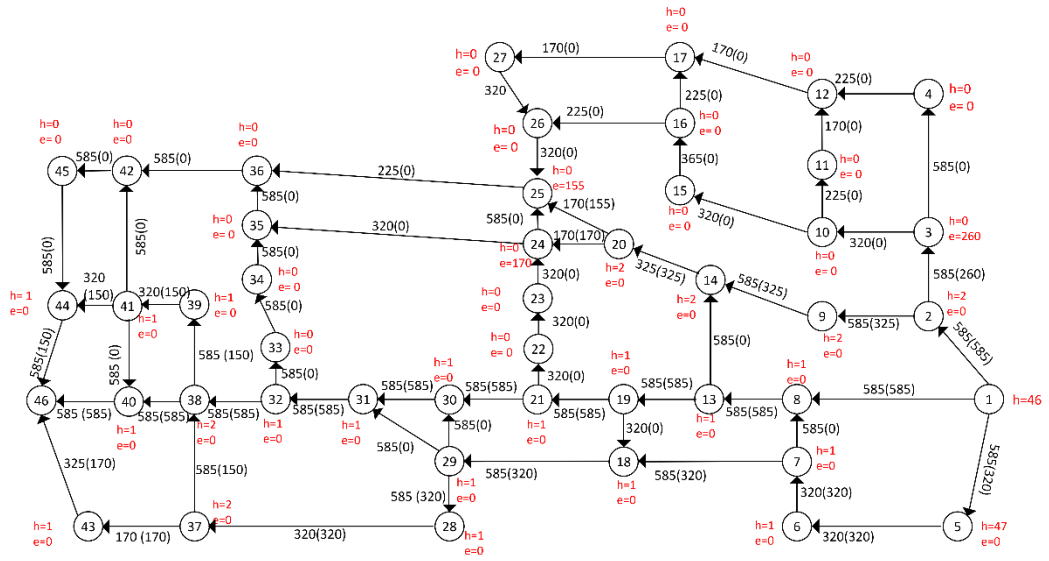 h=0
e=0
27
170(0)
17
170(0)
h=0
e= 0
h=0
e= 0
12
225(0)
4
h=0
e= 0
320
225(0)
h=0
e= 0
26
225(0)
16
h=0
e= 0
170(0)
320(0)
365(0)
11
h=0
e= 0
585(0)
h=0
e= 0
h=0
e= 0
h=0
e= 0
45
585(0)
42
585(0)
36
225(0)
h=0
e=155
25
170(155)
15
h=0
e= 0
225(0)
320(0)
585(0)
35
h=0
e= 0
320(0)
585(0)
24
170(170)
20
h=0
e=170
h=2
e=0
10
h=0
e= 0
320(0)
3
h=0
e=260
585(0)
585(0)
585(0)
34
h=0
e= 0
320(0)
325(325)
14
h=2
e=0
585(325)
585(260)
h= 1
e=0
44
320
(150)
41
h=1
e=0
320(150)
39
h=1
e= 0
585(0)
h=0
e= 0
23
320(0)
9
h=2
e=0
585(325)
2
h=2
e=0
585(585)
585(150)
585 (0)
585 (150)
33
h=0
e= 0
585(0)
h=0
e= 0
22
320(0)
585(0)
46
585 (585)
40
h=1
e=0
585(585)
38
h=2
e=0
585(585)
32
h=1
e=0
585(585)
31
h=1
e=0
585(585)
30
h=1
e=0
585(585)
21
h=1
e=0
585(585)
19
h=1
e=0
585(585)
13
h=1
e=0
585(585)
8
h=1
e=0
585(585)
1
h=46
325(170)
585(150)
585(0)
585(0)
29
h=1
e=0
585(320)
320(0)
18
h=1
e=0
585(320)
585(0)
7
h=1
e=0
585(320)
585 (320)
320(320)
h=1
e=0
43
170 (170)
37
h=2
e=0
320(320)
28
h=1
e=0
h=1
e=0
6
320(320)
5
h=47
e=0